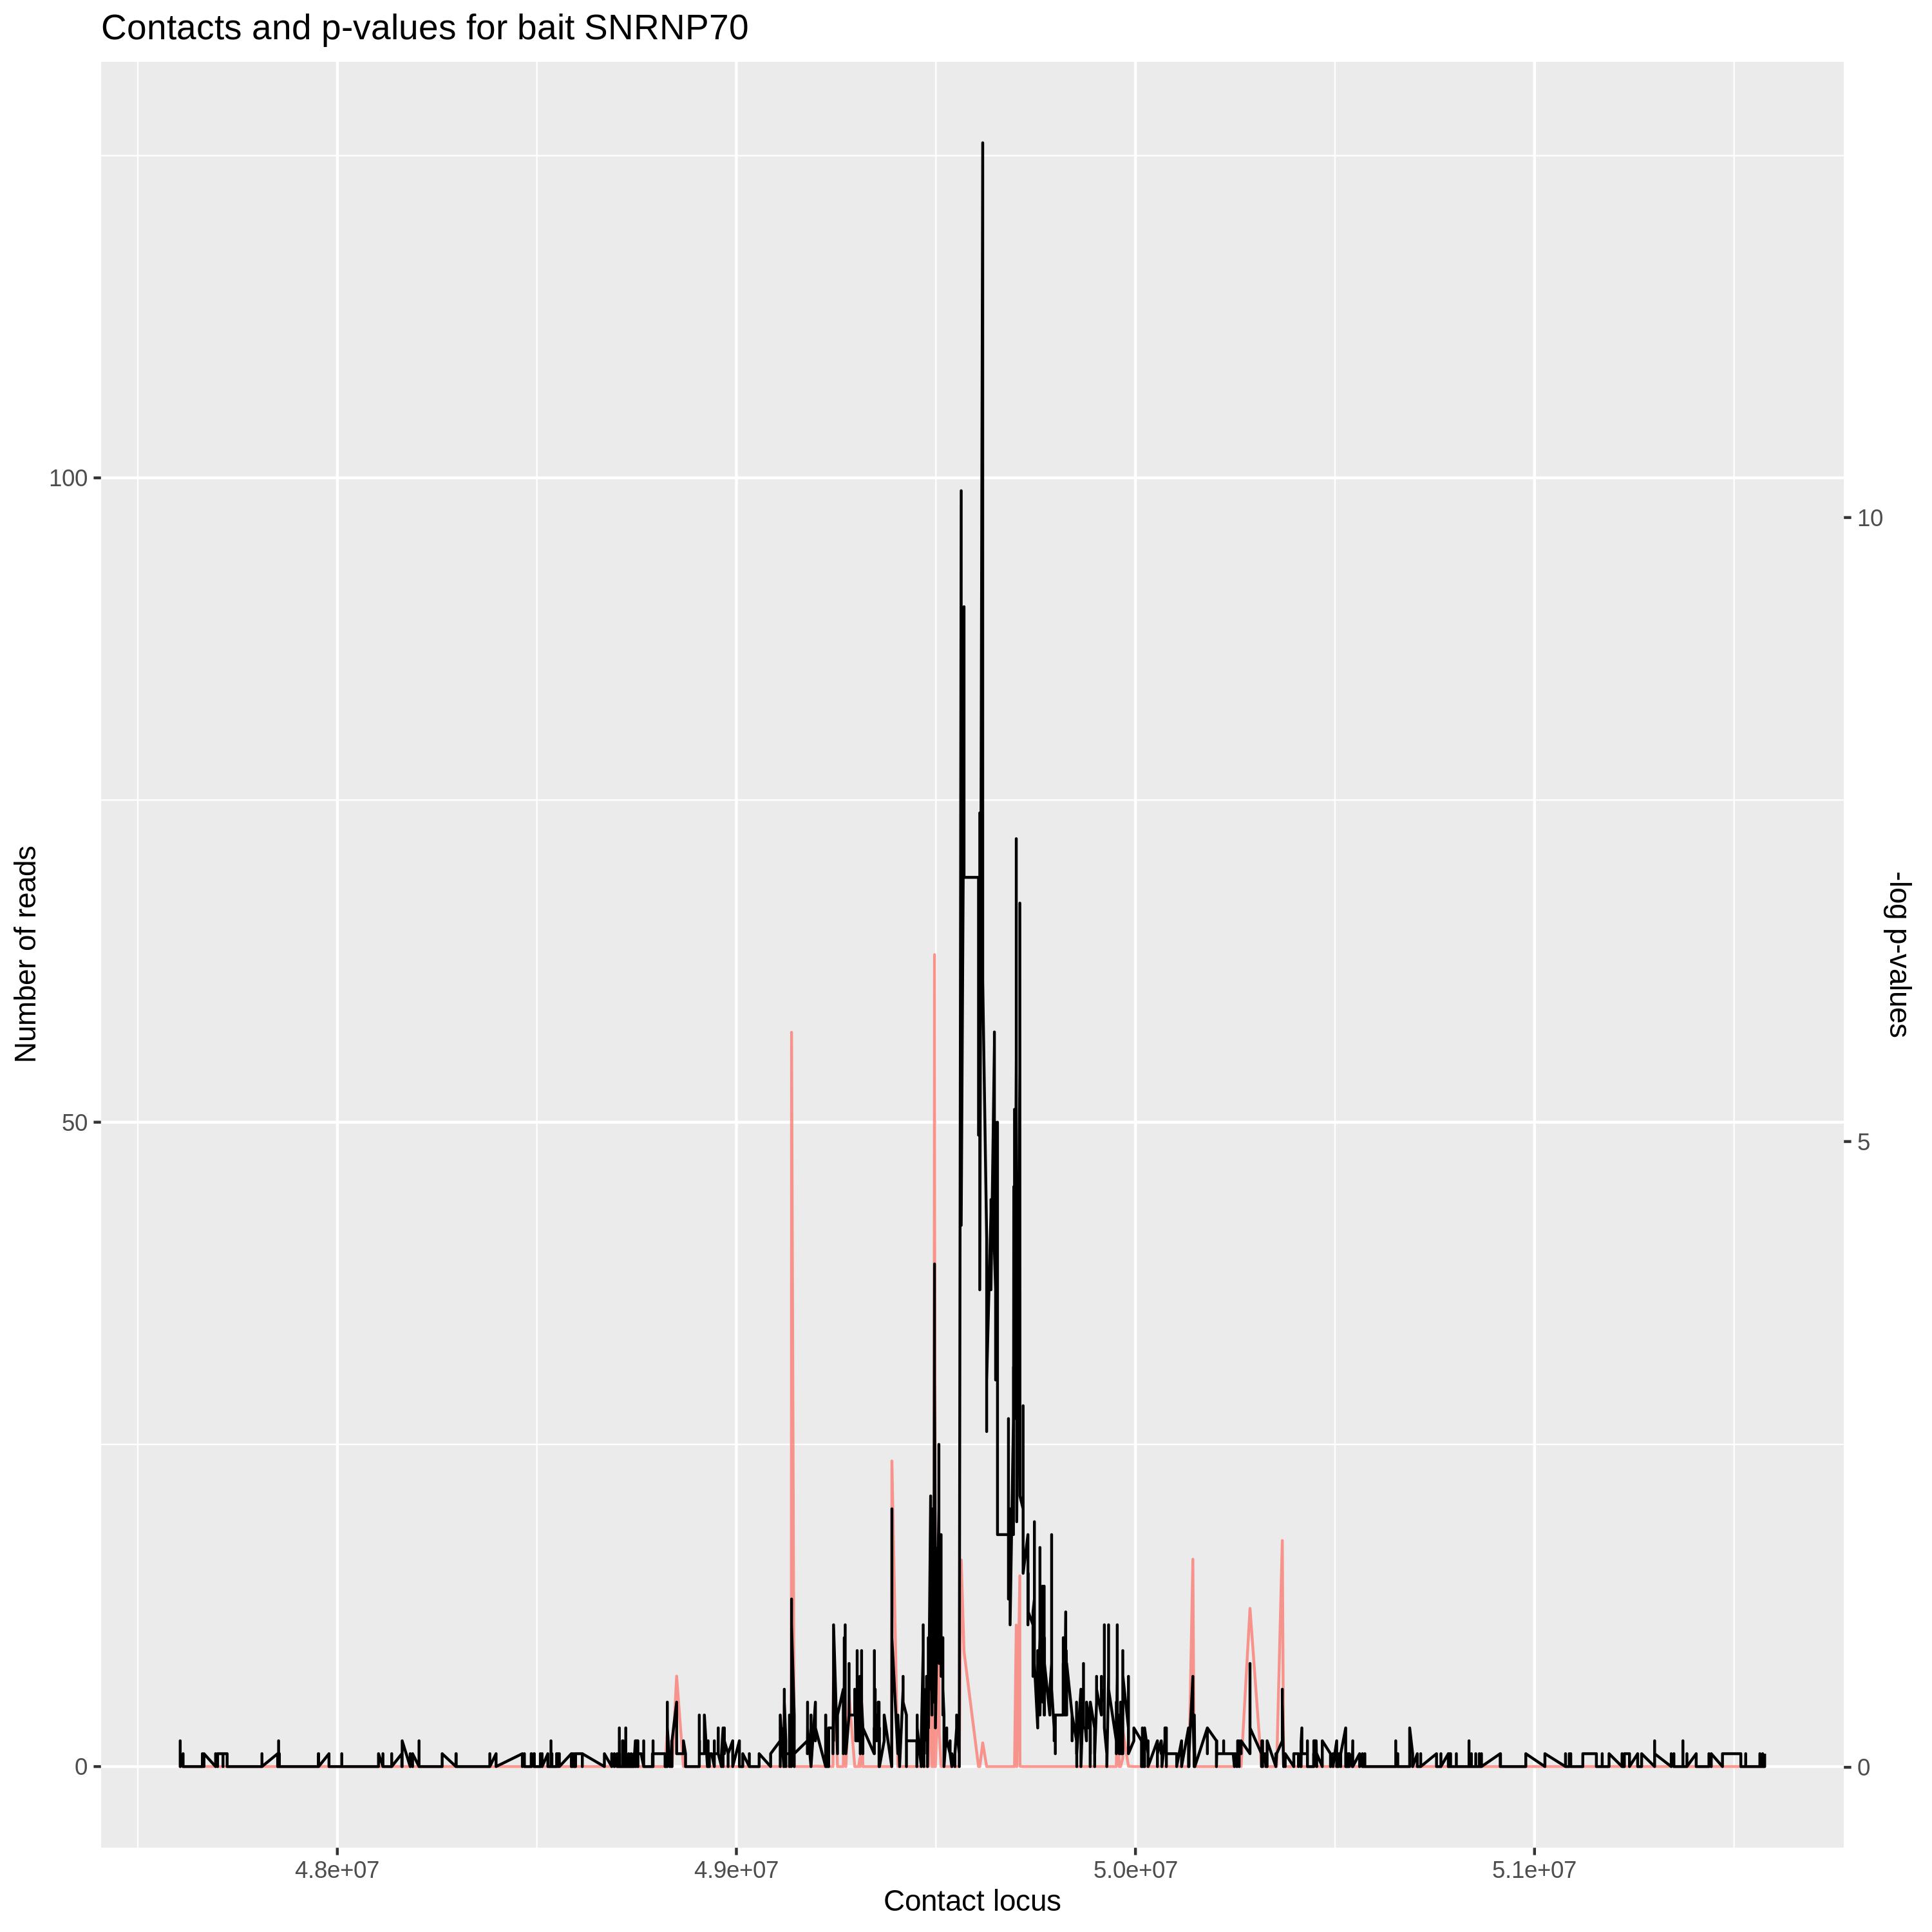 Contacts and p-values for bait SNRNP70
100
50
0
Number of reads
10
5
0
-log p-values
4.8e+07 4.9e+07 5.0e+07 5.1e+07
Contact locus